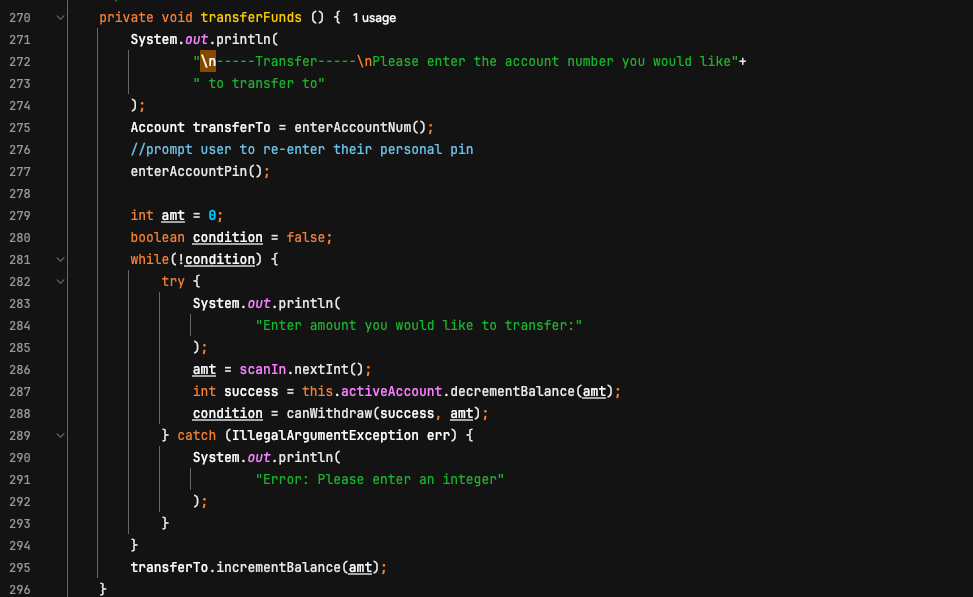 270 private void transferFunds () { 1 usage
271 System.out.println(
272 "\n-----Transfer-----\nPlease enter the account number you would like"+
273 " to transfer to"
274 );
275 Account transferTo = enterAccountNum();
276 //prompt user to re-enter their personal pin
277 enterAccountPin();
278
279 int amt = 0;
280 boolean condition = false;
281 while(!condition) {
282 try {
283 System.out.println(
284 "Enter amount you would like to transfer:"
285 );
286 amt = scanIn.nextInt();
287 int success = this.activeAccount.decrementBalance(amt);
288 condition = canWithdraw(success, amt);
289 } catch (IllegalArgumentException err) {
290 System.out.println(
291 "Error: Please enter an integer"
292 );
293 }
294 }
295 transferTo.incrementBalance(amt);
296 }